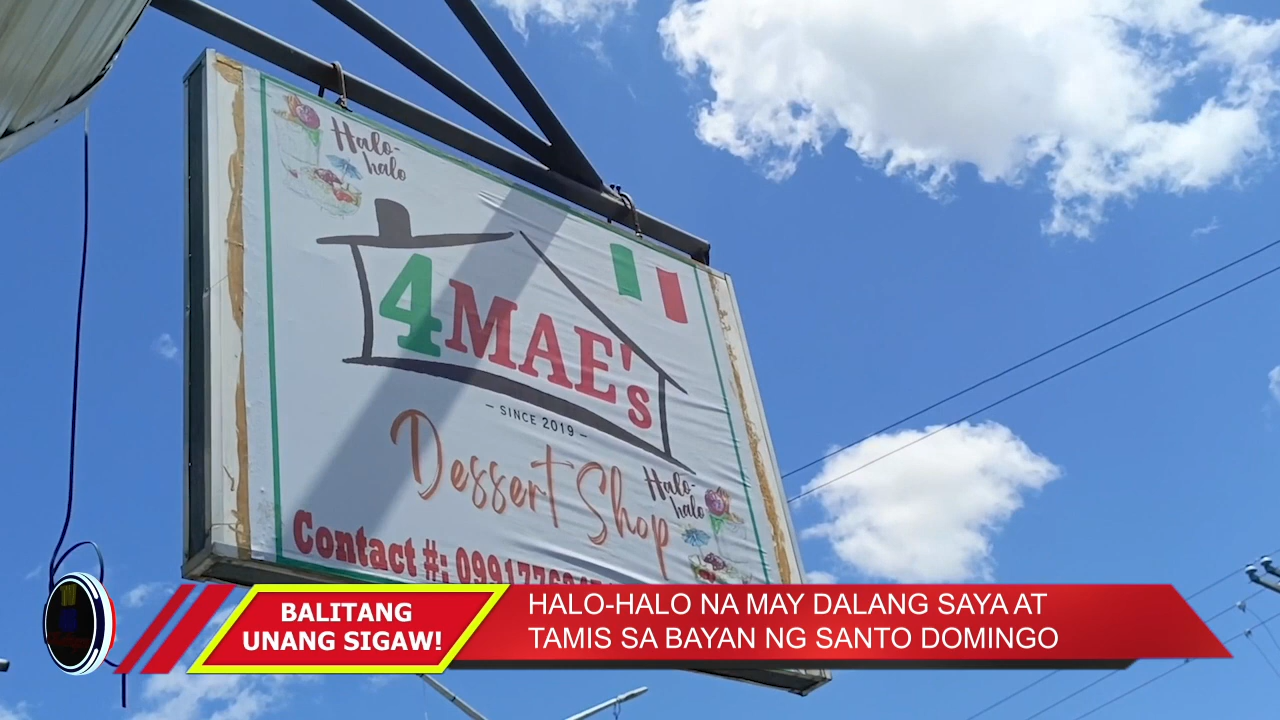 Halo-
halo
4MAE's
– SINCE 2019 –
Dessert Shop
Halo-
halo
Contact #:
BALITANG
UNANG SIGAW!
HALO-HALO NA MAY DALANG SAYA AT
TAMIS SA BAYAN NG SANTO DOMINGO